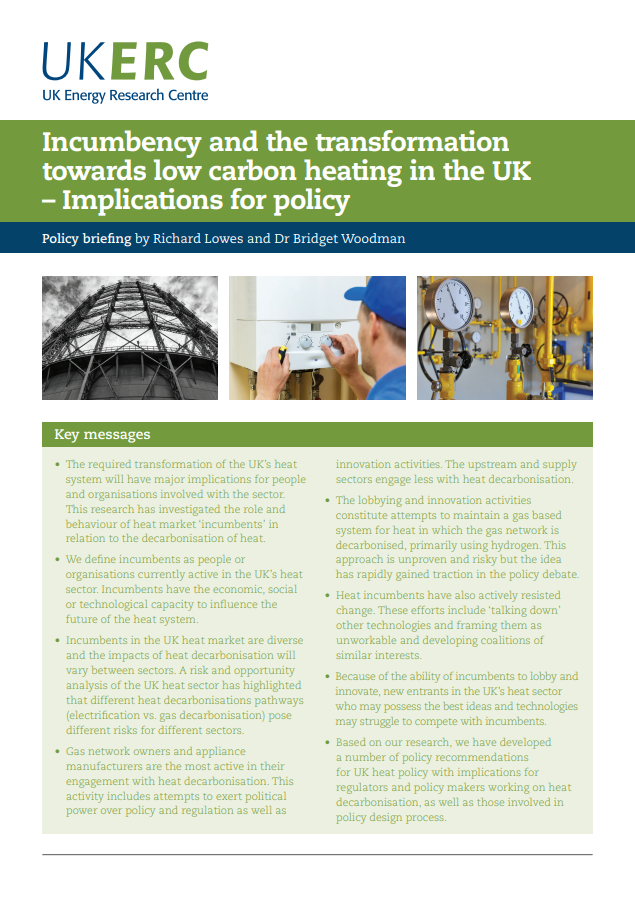 UKERC
UK Energy Research Centre
Incumbency and the transformation
towards low carbon heating in the UK
– Implications for policy
Policy briefing by Richard Lowes and Dr Bridget Woodman
Key messages
• The required transformation of the UK's heat
system will have major implications for people
and organisations involved with the sector.
This research has investigated the role and
behaviour of heat market 'incumbents' in
relation to the decarbonisation of heat.
• We define incumbents as people or
organisations currently active in the UK's heat
sector. Incumbents have the economic, social
or technological capacity to influence the
future of the heat system.
• Incumbents in the UK heat market are diverse
and the impacts of heat decarbonisation will
vary between sectors. A risk and opportunity
analysis of the UK heat sector has highlighted
that different heat decarbonisations pathways
(electrification vs. gas decarbonisation) pose
different risks for different sectors.
• Gas network owners and appliance
manufacturers are the most active in their
engagement with heat decarbonisation. This
activity includes attempts to exert political
power over policy and regulation as well as
innovation activities. The upstream and supply
sectors engage less with heat decarbonisation.
• The lobbying and innovation activities
constitute attempts to maintain a gas based
system for heat in which the gas network is
decarbonised, primarily using hydrogen. This
approach is unproven and risky but the idea
has rapidly gained traction in the policy debate.
• Heat incumbents have also actively resisted
change. These efforts include 'talking down'
other technologies and framing them as
unworkable and developing coalitions of
similar interests.
• Because of the ability of incumbents to lobby and
innovate, new entrants in the UK's heat sector
who may possess the best ideas and technologies
may struggle to compete with incumbents.
• Based on our research, we have developed
a number of policy recommendations
for UK heat policy with implications for
regulators and policy makers working on heat
decarbonisation, as well as those involved in
policy design process.